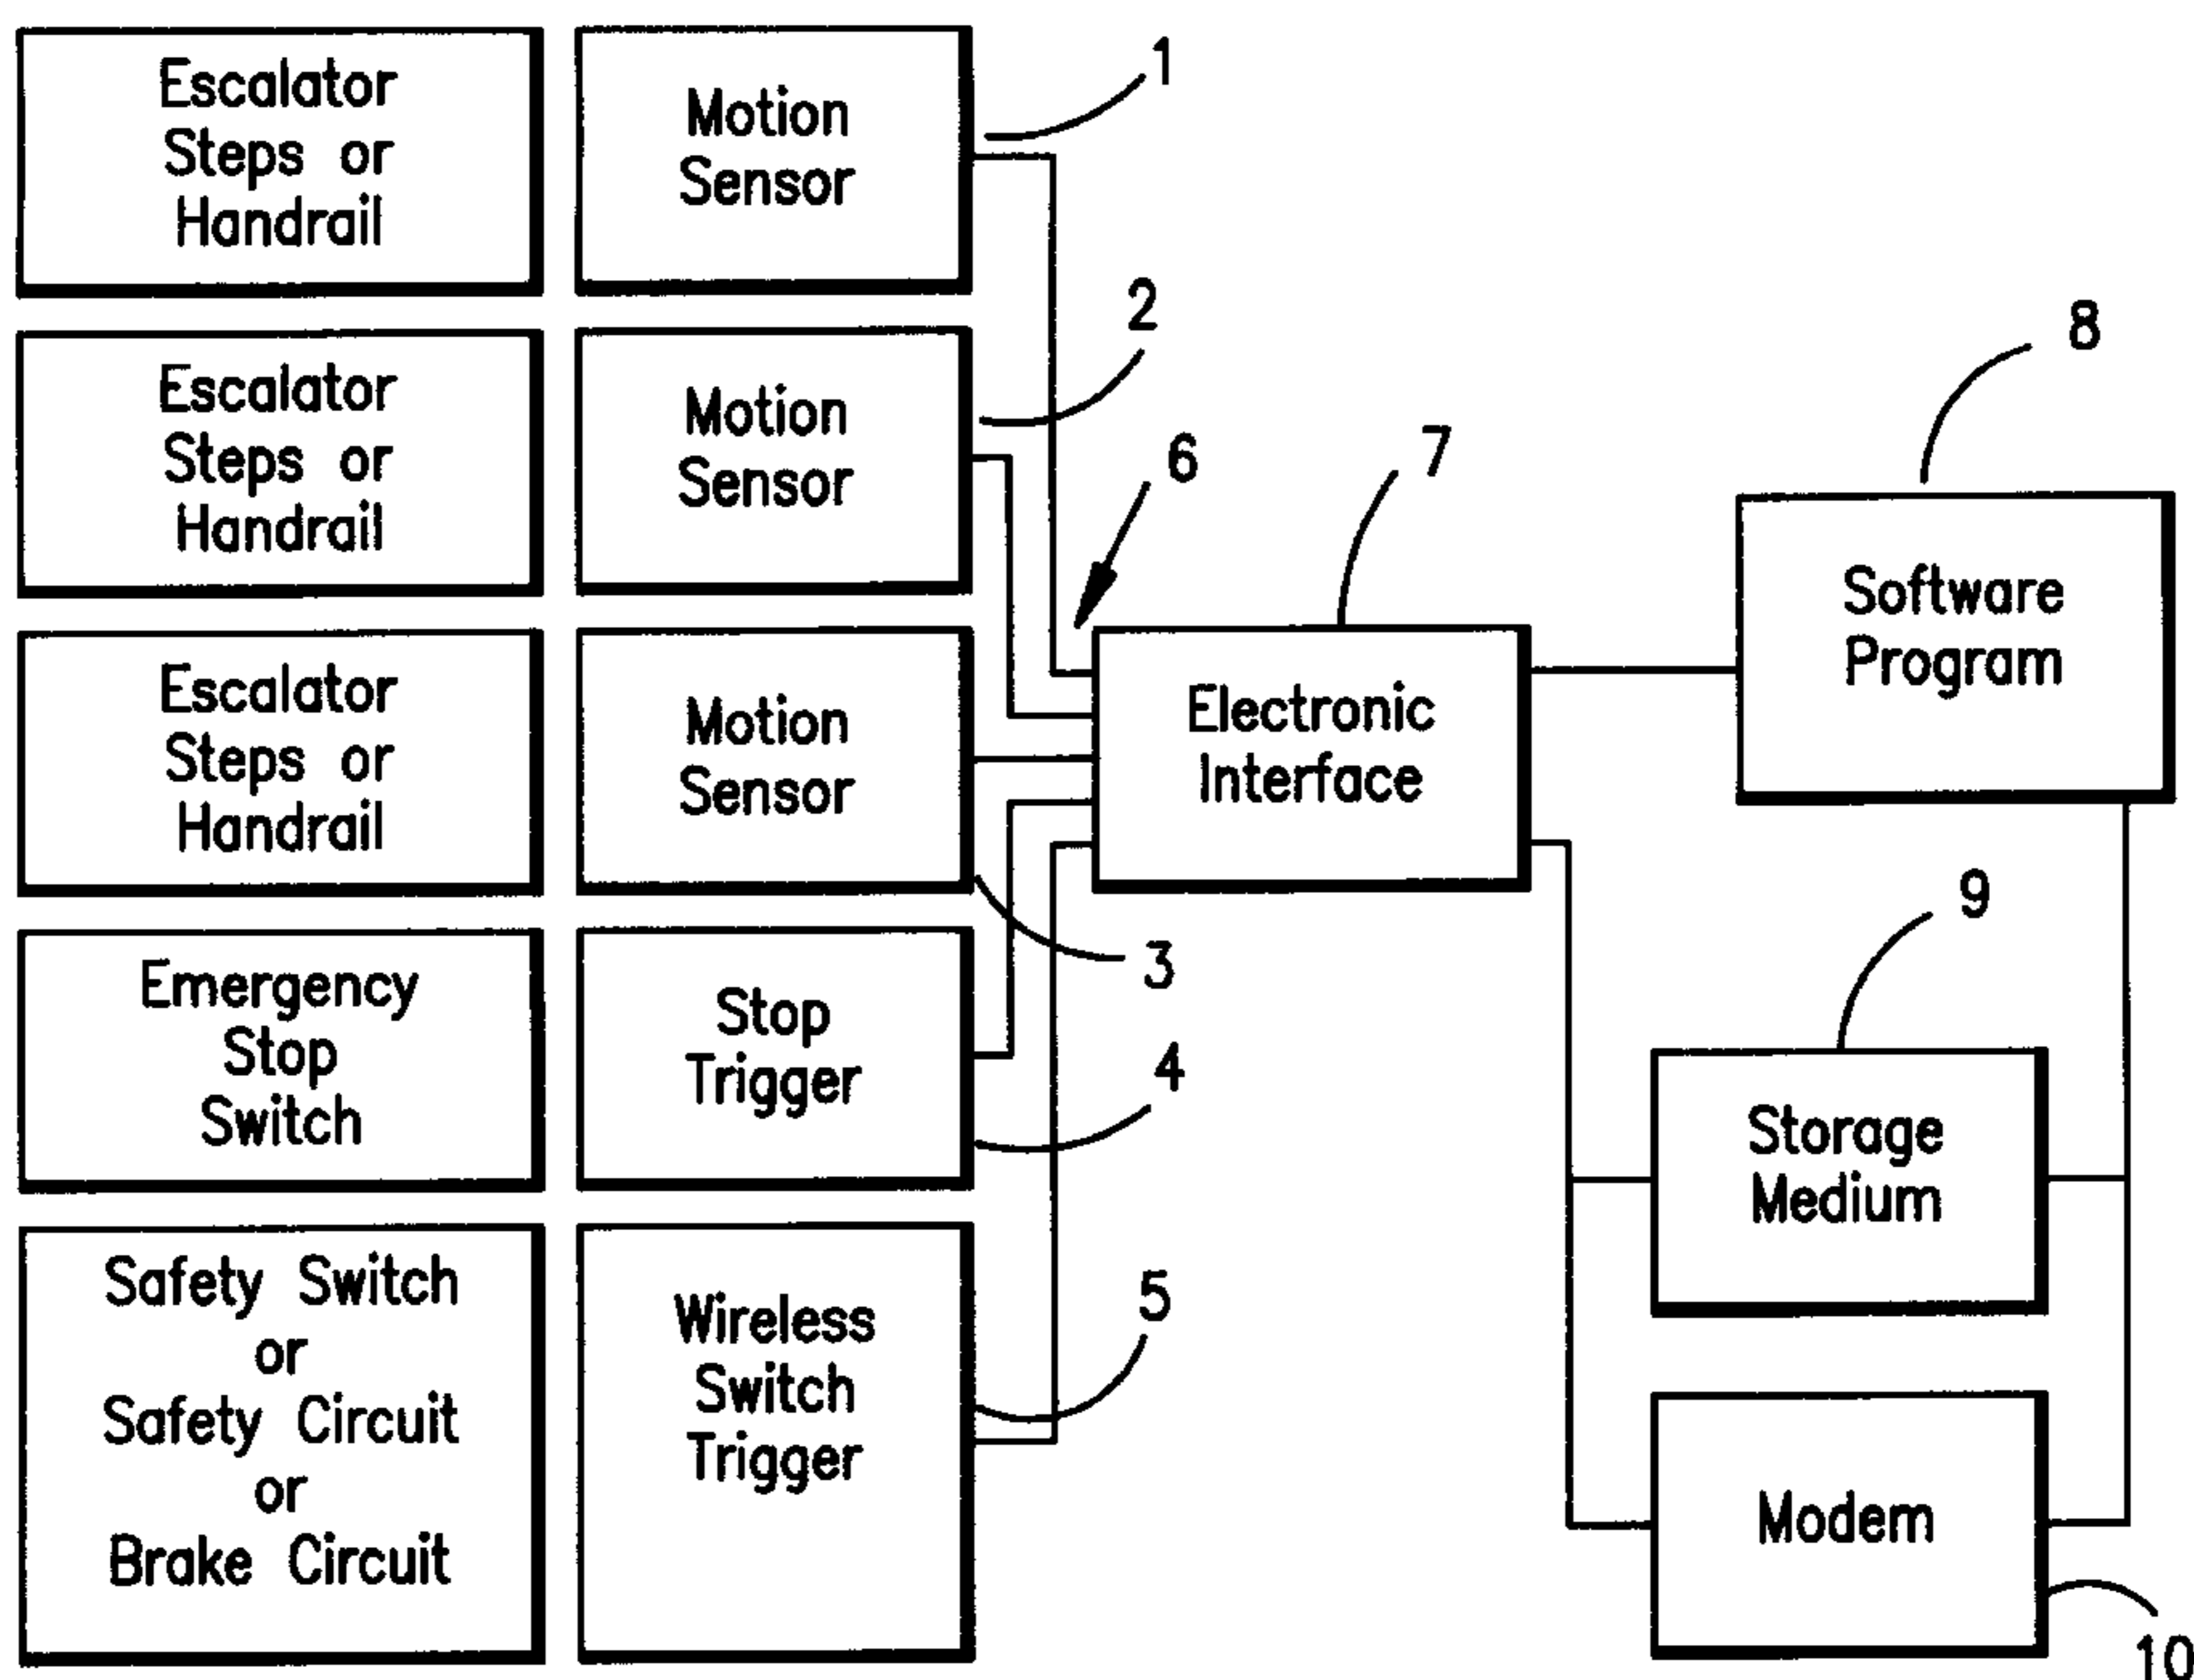 Escalator
Steps or
Handrail
Motion
Sensor
1
Escalator
Steps or
Handrail
Motion
Sensor
2
Escalator
Steps or
Handrail
Motion
Sensor
3
Emergency
Stop
Switch
Stop
Trigger
4
Safety Switch
or
Safety Circuit
or
Brake Circuit
Wireless
Switch
Trigger
5
6
Electronic
Interface
7
Software
Program
8
Storage
Medium
9
Modem
10